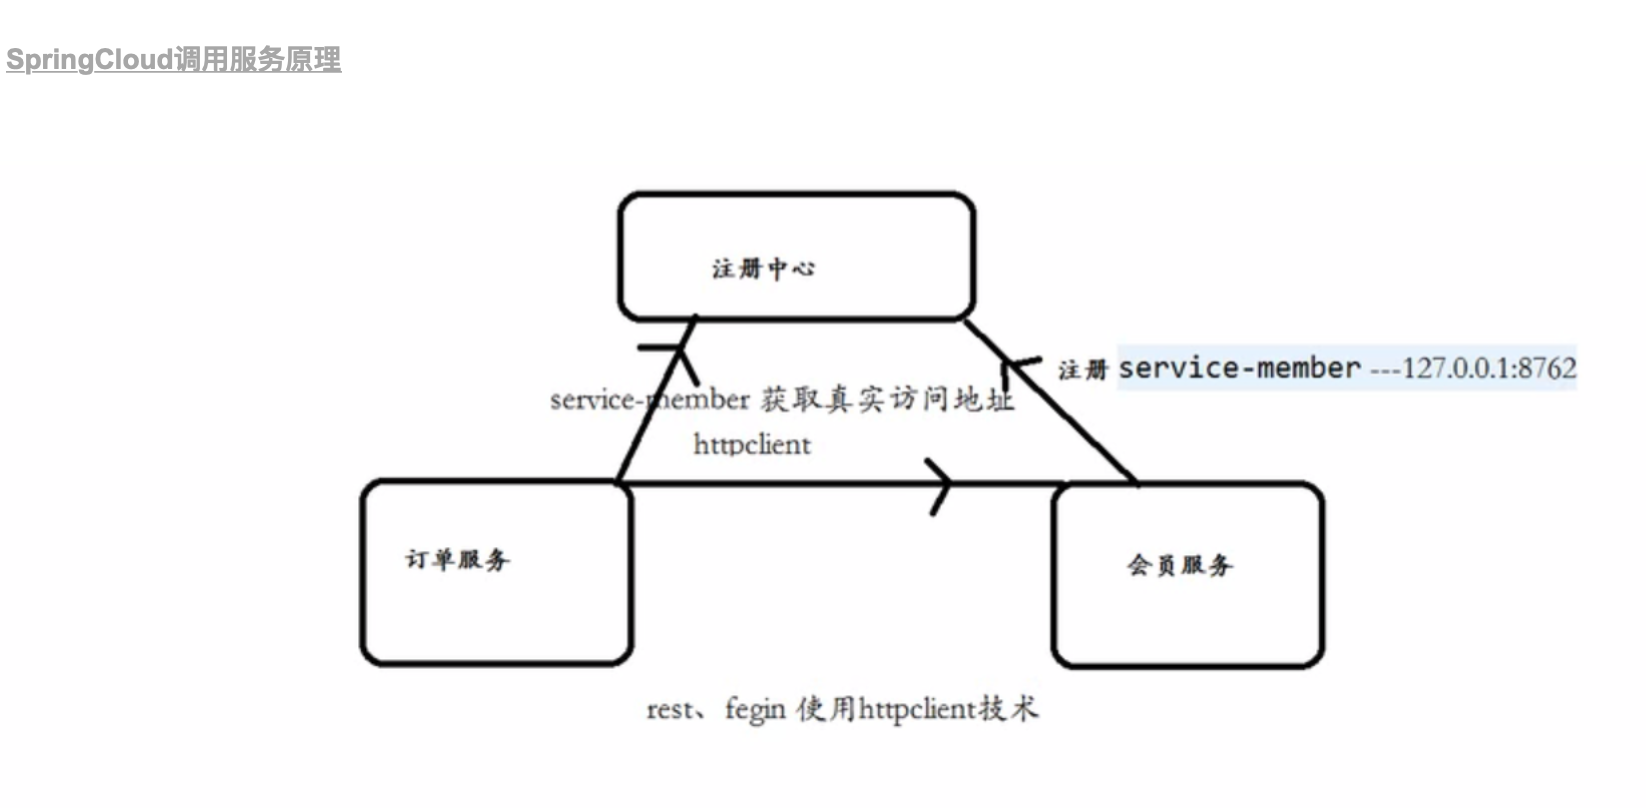 SpringCloud调用服务原理
注册中心
注册 service-member ---127.0.0.1:8762
service-member 获取真实访问地址
httpclient
订单服务
会员服务
rest、fegin 使用httpclient技术